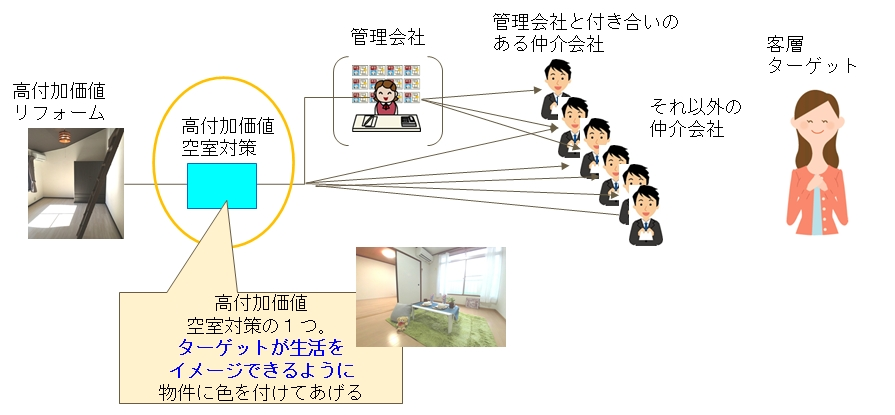 管理会社
管理会社と付き合いの
ある仲介会社
客層
ターゲット
高付加価値
リフォーム
高付加価値
空室対策
それ以外の
仲介会社
高付加価値
空室対策の１つ。
ターゲットが生活を
イメージできるように
物件に色を付けてあげる